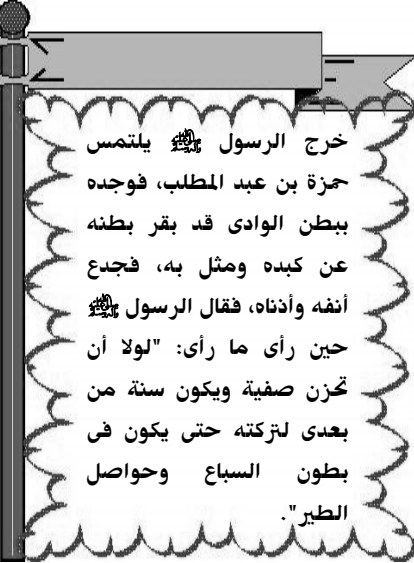 خرج الرسول ﷺ يلتمس
حمزة بن عبد المطلب، فوجده
ببطن الوادى قد بقر بطنه
عن كبده ومثل به، فجدع
أنفه وأذناه، فقال الرسول ﷺ
حين رأى ما رأى: "لولا أن
تحزن صفية ويكون سنة من
بعدى لتركته حتى يكون فى
بطون السباع وحواصل
الطير".